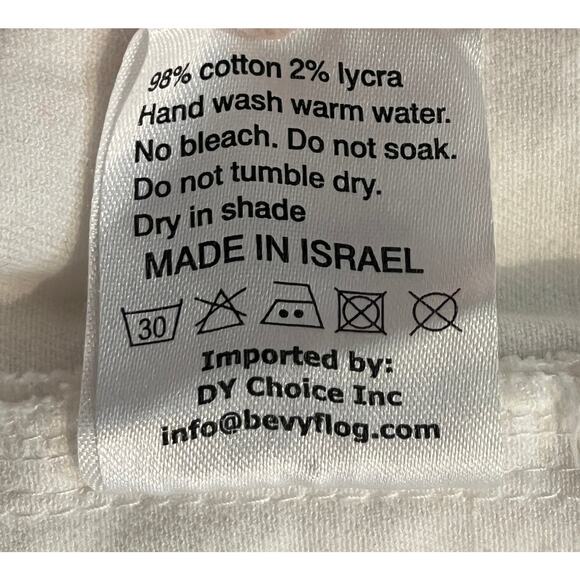 98% cotton 2% lycra
Hand wash warm water.
No bleach. Do not soak.
Do not tumble dry.
Dry in shade
MADE IN ISRAEL
30
Imported by:
DY Choice Inc
info@bevyflog.com